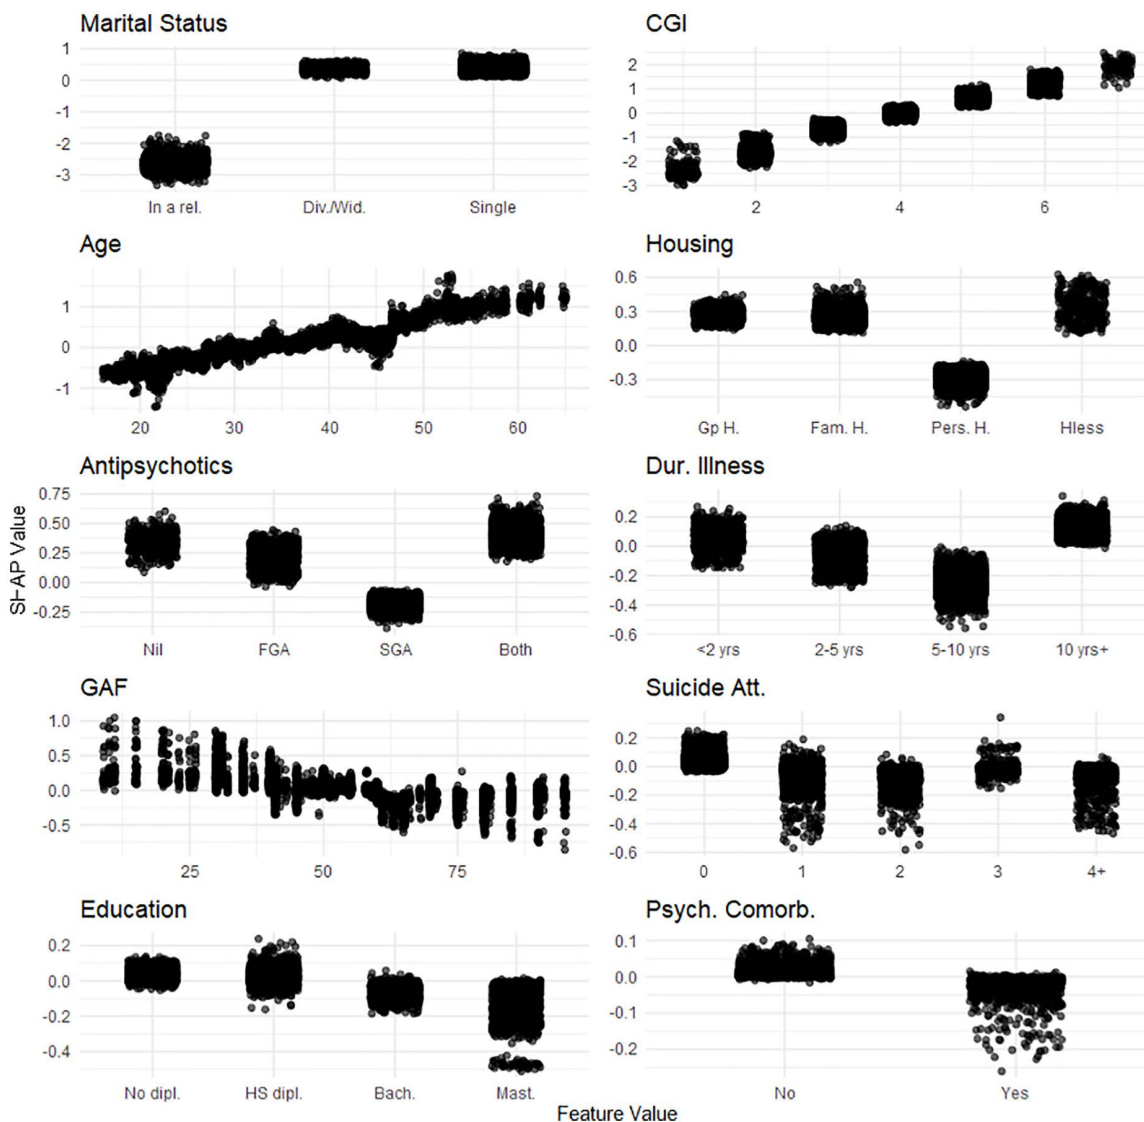 Marital Status
1
0
-1
-2
-3
In a rel. Div./Wid. Single
CGI
2
1
0
-1
-2
-3
2 4 6
Age
1
0
-1
20 30 40 50 60
Housing
0.6
0.3
0.0
-0.3
Gp H. Fam. H. Pers. H. Hless
Antipsychotics
0.75
0.50
0.25
0.00
-0.25
Nil FGA SGA Both
Dur. Illness
0.2
0.0
-0.2
-0.4
-0.6
<2 yrs 2-5 yrs 5-10 yrs 10 yrs+
SHAP Value
GAF
1.0
0.5
0.0
-0.5
25 50 75
Suicide Att.
0.2
0.0
-0.2
-0.4
-0.6
0 1 2 3 4+
Education
0.2
0.0
-0.2
-0.4
No dipl. HS dipl. Bach. Mast.
Psych. Comorb.
0.1
0.0
-0.1
-0.2
No Yes
Feature Value